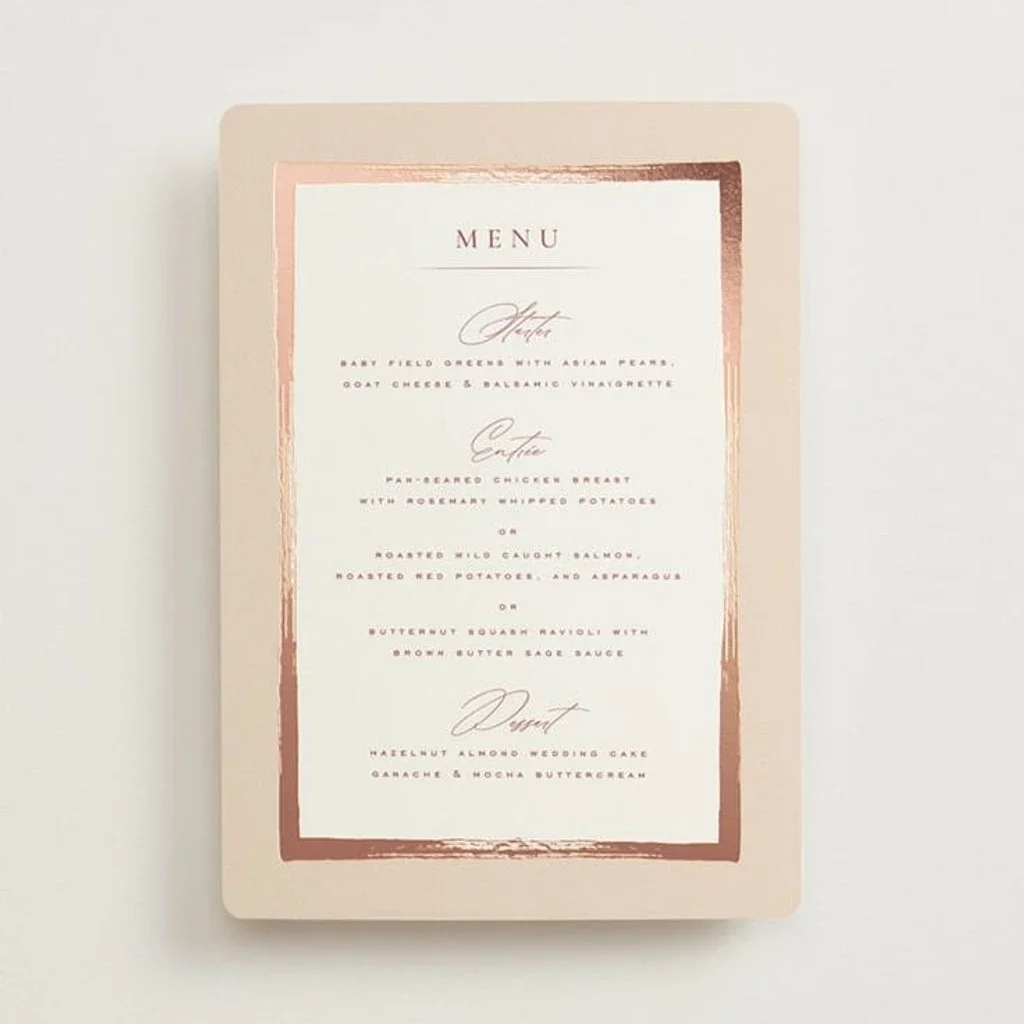 MENU
Starter
BABY FIELD GREENS WITH ASIAN PEARS,
GOAT CHEESE & BALSAMIC VINAIGRETTE
Entrée
PAN-SEARED CHICKEN BREAST
WITH ROSEMARY WHIPPED POTATOES
OR
ROASTED WILD CAUGHT SALMON,
ROASTED RED POTATOES, AND ASPARAGUS
OR
BUTTERNUT SQUASH RAVIOLI WITH
BROWN BUTTER SAGE SAUCE
Dessert
HAZELNUT ALMOND WEDDING CAKE
GANACHE & MOCHA BUTTERCREAM